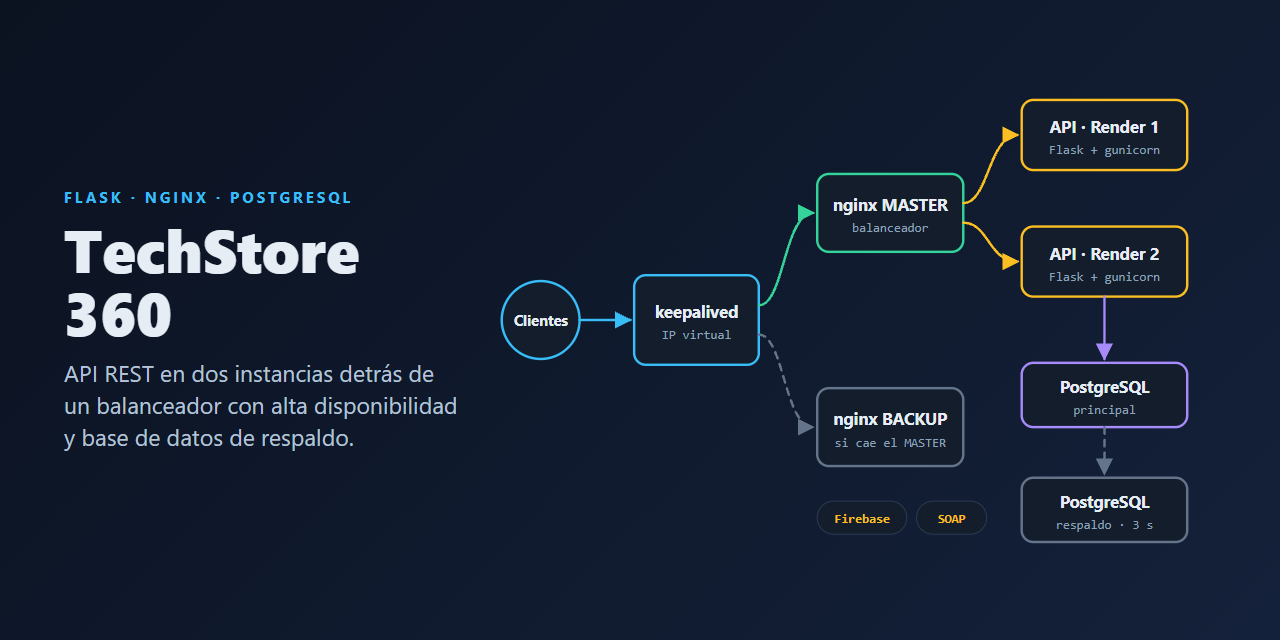 FLASK · NGINX · POSTGRESQL
TechStore
360
API REST en dos instancias detrás de
un balanceador con alta disponibilidad
y base de datos de respaldo.
Clientes
keepalived
IP virtual
nginx MASTER
balanceador
nginx BACKUP
si cae el MASTER
Firebase
SOAP
API · Render 1
Flask + gunicorn
API · Render 2
Flask + gunicorn
PostgreSQL
principal
PostgreSQL
respaldo · 3 s